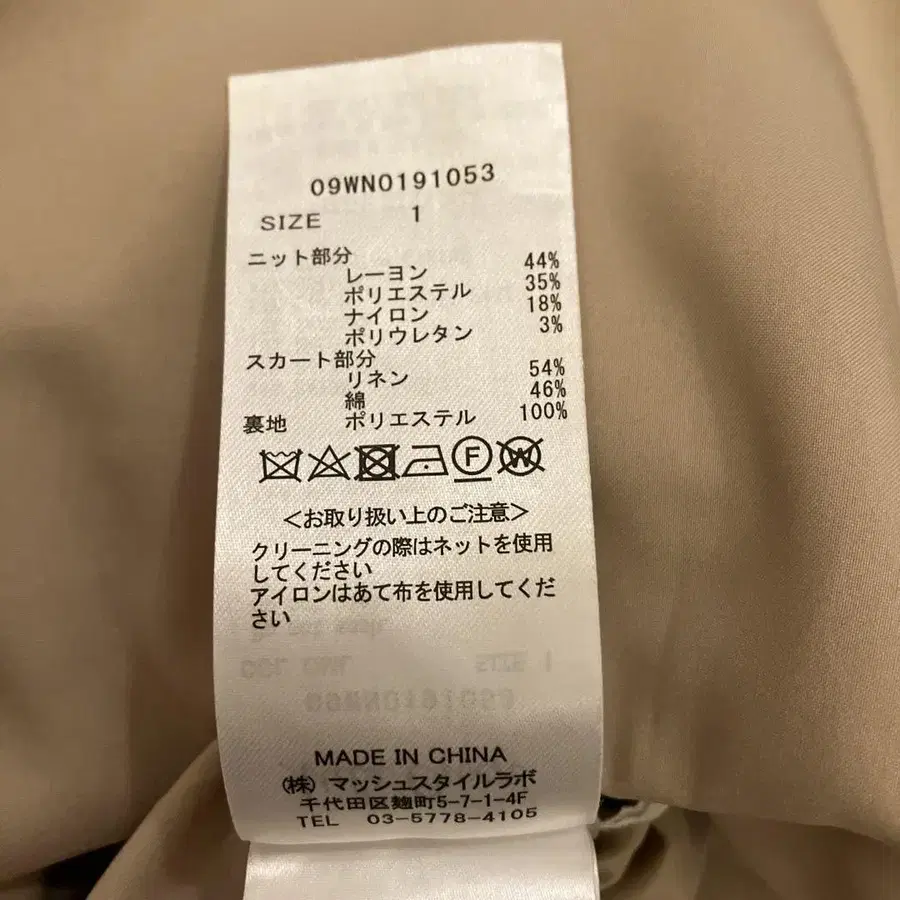 09WNO191053
SIZE 1
ニット部分
レーヨン 44%
ポリエステル 35%
ナイロン 18%
ポリウレタン 3%
スカート部分
リネン 54%
綿 46%
裏地 ポリエステル 100%
F W
<お取り扱い上のご注意>
クリーニングの際はネットを使用
してください
アイロンはあて布を使用してくだ
さい
MADE IN CHINA
(株) マッシュスタイルラボ
千代田区麹町5-7-1-4F
TEL 03-5778-4105